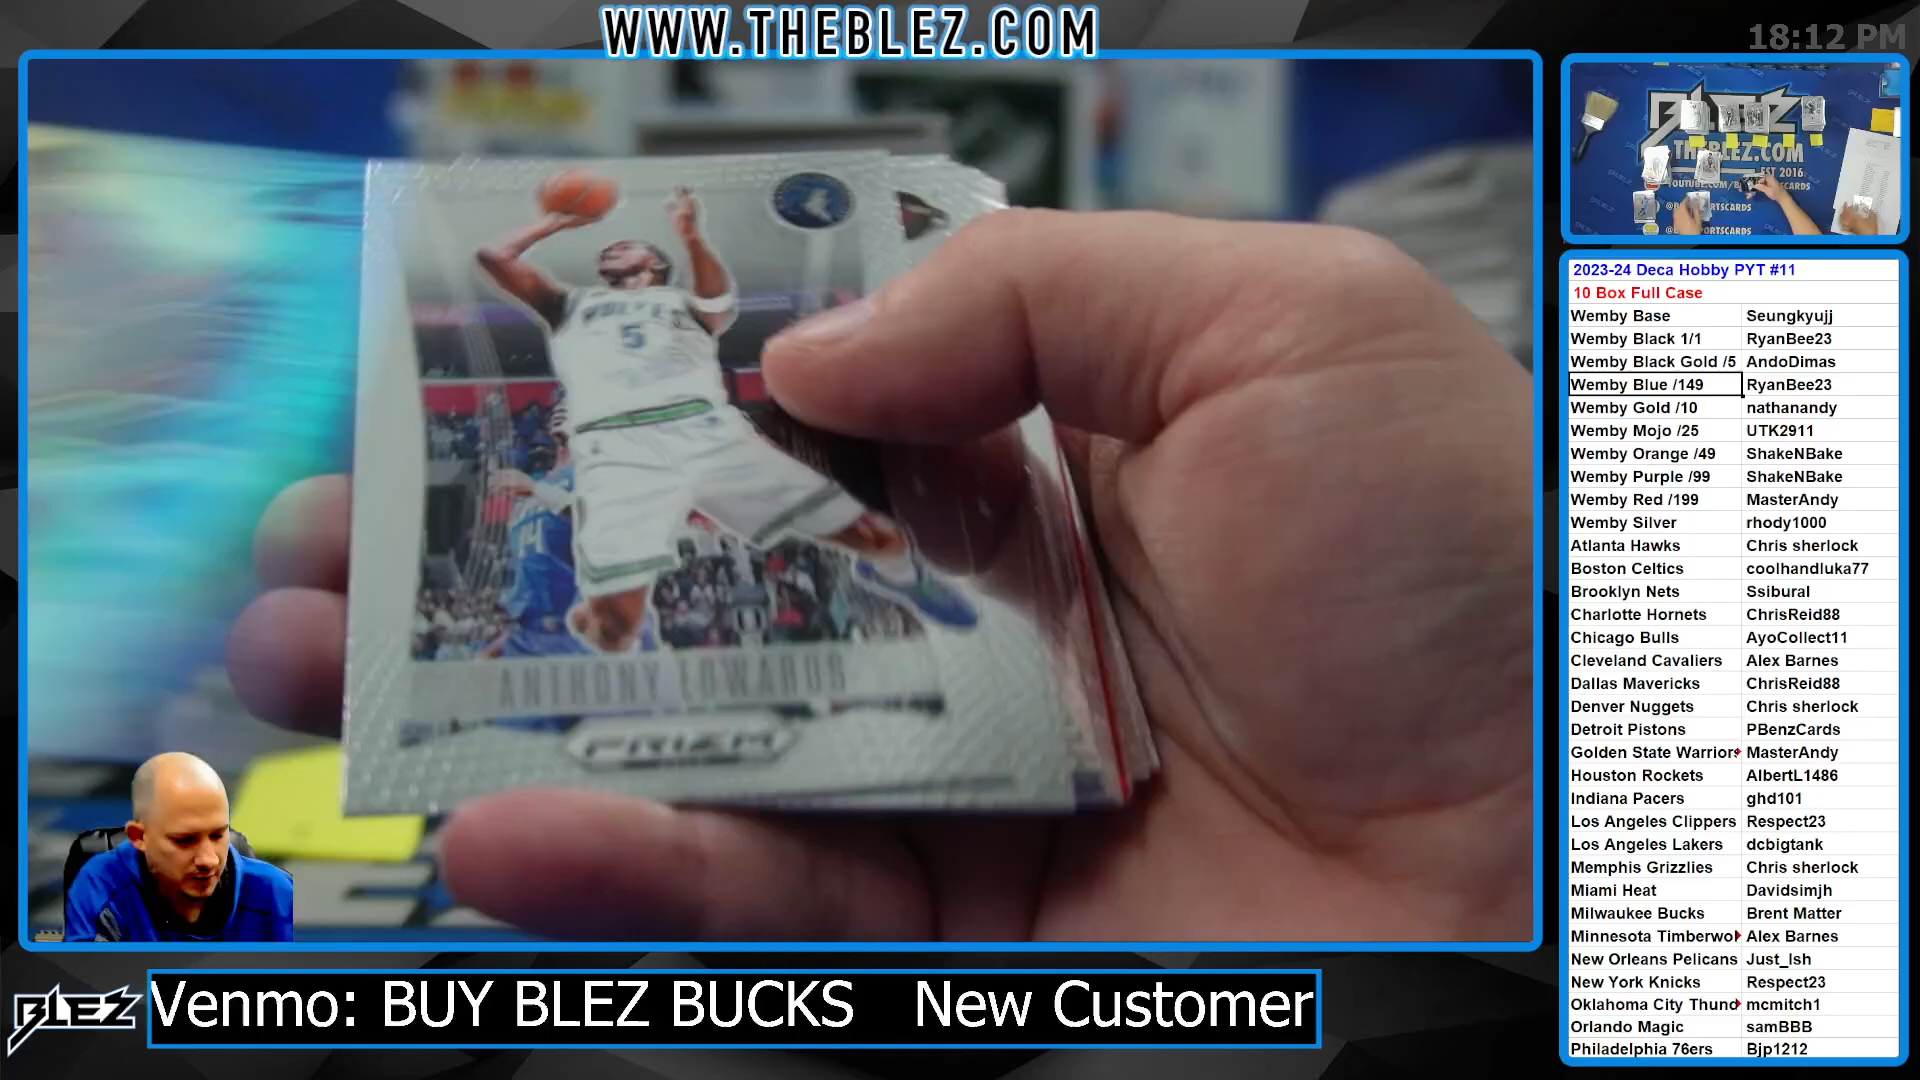 WWW.THEBLEZ.COM
18:12 PM
BLEZ
THEBLEZ.COM
EST 2016
2023-24 Deca Hobby PYT #11
10 Box Full Case
Wemby Base Seungkyujj
Wemby Black 1/1 RyanBee23
Wemby Black Gold /5 AndoDimas
Wemby Blue /149 RyanBee23
Wemby Gold /10 nathanandy
Wemby Mojo /25 UTK2911
Wemby Orange /49 ShakeNBake
Wemby Purple /99 ShakeNBake
Wemby Red /199 MasterAndy
Wemby Silver rhody1000
Atlanta Hawks Chris sherlock
Boston Celtics coolhandluka77
Brooklyn Nets Ssibural
Charlotte Hornets ChrisReid88
Chicago Bulls AyoCollect11
Cleveland Cavaliers Alex Barnes
Dallas Mavericks ChrisReid88
Denver Nuggets Chris sherlock
Detroit Pistons PBenzCards
Golden State Warriors MasterAndy
Houston Rockets AlbertL1486
Indiana Pacers ghd101
Los Angeles Clippers Respect23
Los Angeles Lakers dcbigtank
Memphis Grizzlies Chris sherlock
Miami Heat Davidsimjh
Milwaukee Bucks Brent Matter
Minnesota Timberwol Alex Barnes
New Orleans Pelicans Just_Ish
New York Knicks Respect23
Oklahoma City Thund mcmitch1
Orlando Magic samBBB
Philadelphia 76ers Bjp1212
5
14
ANTHONY EDWARDS
PRIZM
BLEZ
Venmo: BUY BLEZ BUCKS New Customer